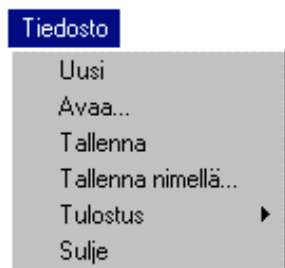 Tiedosto
Uusi
Avaa...
Tallenna
Tallenna nimellä...
Tulostus
Sulje